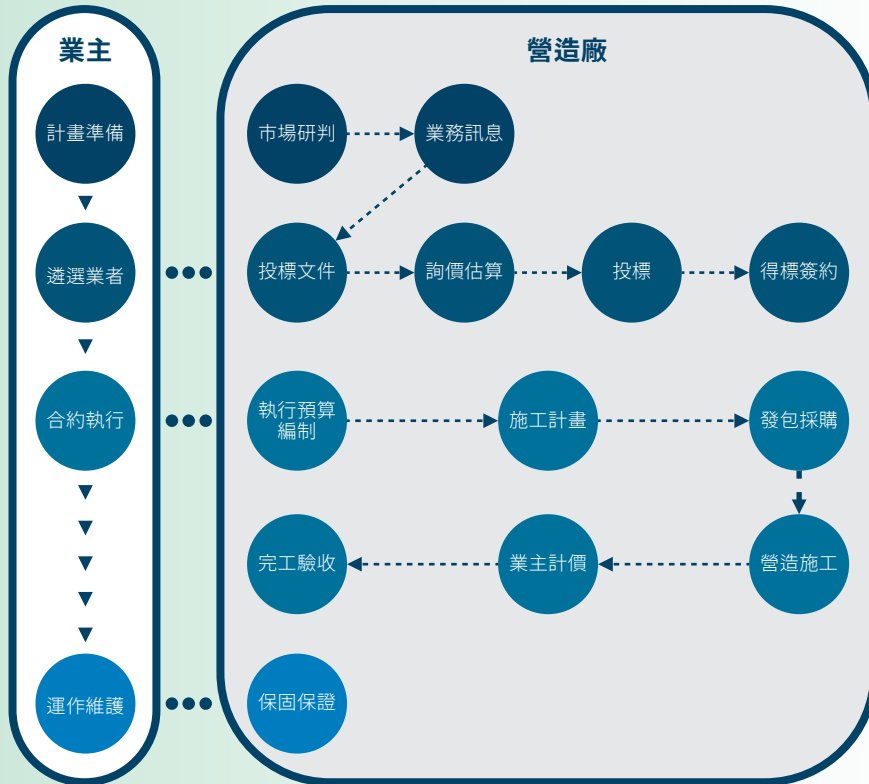 業主
營造廠
計畫準備
市場研判
業務訊息
遴選業者
投標文件
詢價估算
投標
得標簽約
合約執行
執行預算
編制
施工計畫
發包採購
完工驗收
業主計價
營造施工
運作維護
保固保證